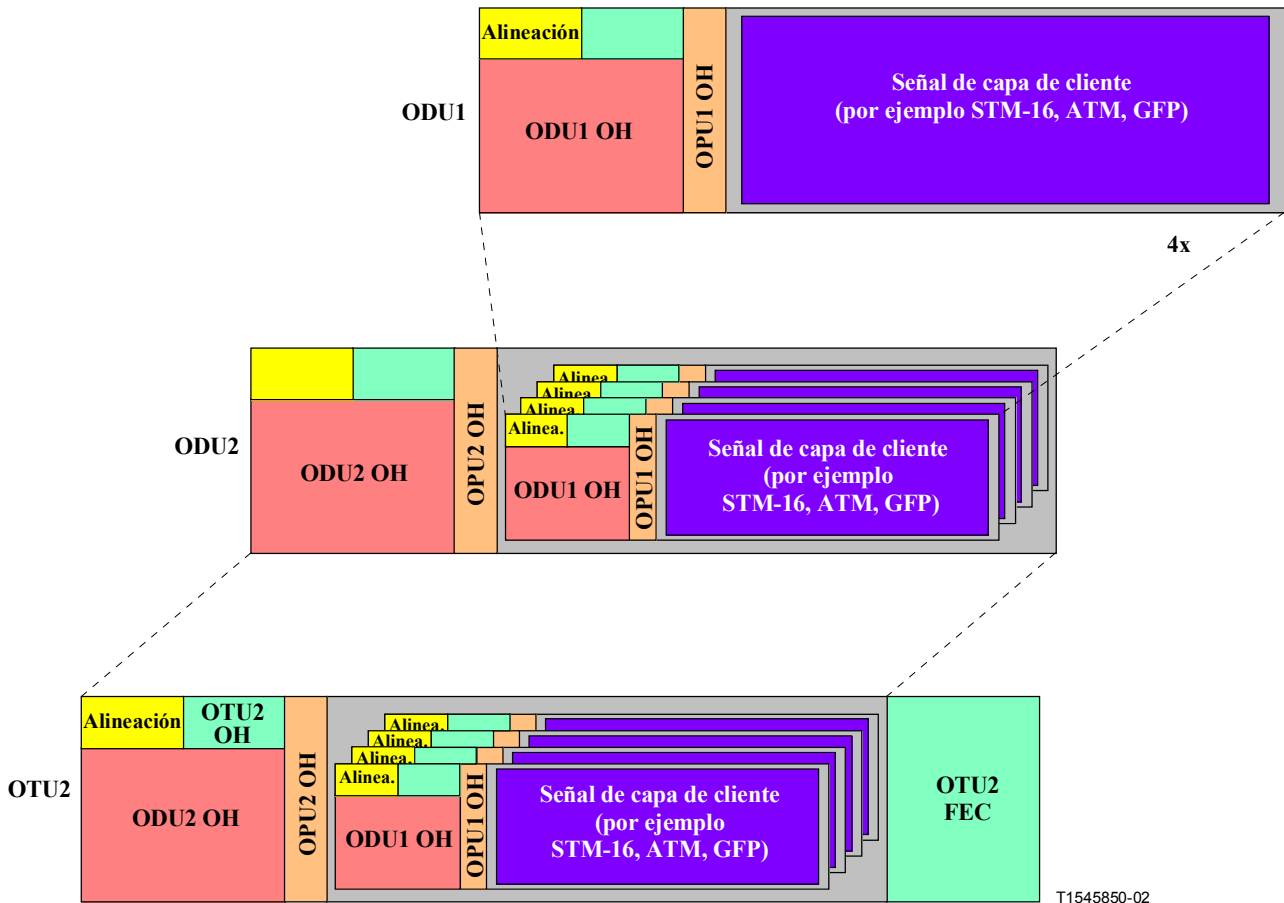 Alineación
ODU1
ODU1 OH
OPU1 OH
Señal de capa de cliente
(por ejemplo STM-16, ATM, GFP)
4x
ODU2
ODU2 OH
OPU2 OH
Alinea.
Alinea.
Alinea.
Alinea.
ODU1 OH
OPU1 OH
Señal de capa de cliente
(por ejemplo
STM-16, ATM, GFP)
OTU2
Alineación
OTU2
OH
ODU2 OH
OPU2 OH
Alinea.
Alinea.
Alinea.
Alinea.
ODU1 OH
OPU1 OH
Señal de capa de cliente
(por ejemplo
STM-16, ATM, GFP)
OTU2
FEC
T1545850-02